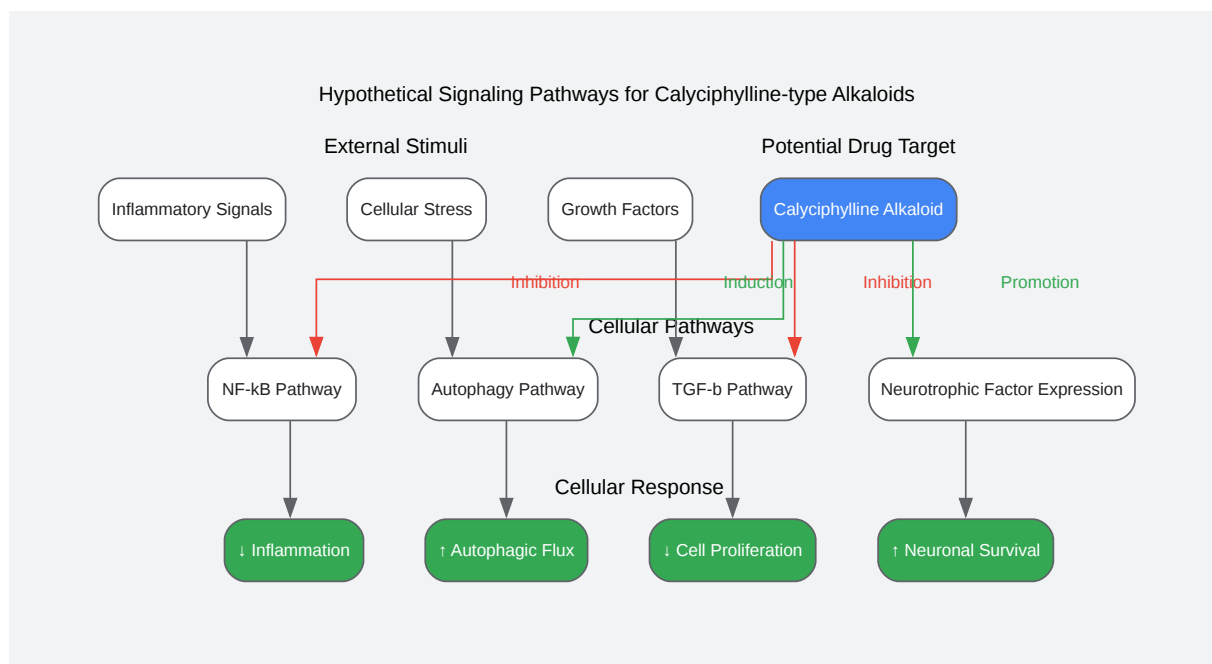 Hypothetical Signaling Pathways for Calyciphylline-type Alkaloids
External Stimuli
Potential Drug Target
Inflammatory Signals
Cellular Stress
Growth Factors
Calyciphylline Alkaloid
Inhibition
Induction
Inhibition
Promotion
Cellular Pathways
NF-kB Pathway
Autophagy Pathway
TGF-b Pathway
Neurotrophic Factor Expression
Cellular Response
↓ Inflammation
↑ Autophagic Flux
↓ Cell Proliferation
↑ Neuronal Survival